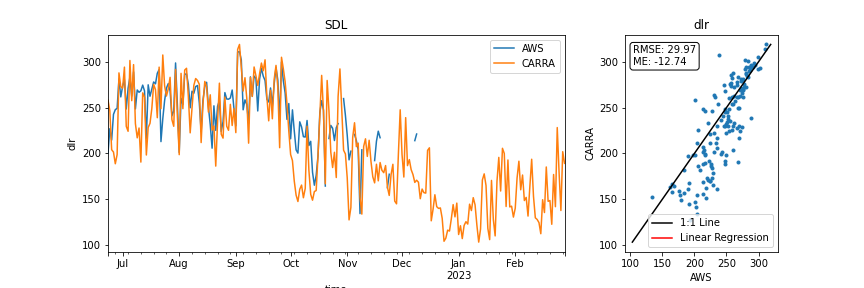 SDL
dlr
300
250
200
150
100
dlr
AWS
CARRA
Jul
Aug
Sep
Oct
Nov
Dec
Jan
2023
Feb
time
dlr
RMSE: 29.97
ME: -12.74
300
250
200
150
100
CARRA
1:1 Line
Linear Regression
100
150
200
250
300
AWS